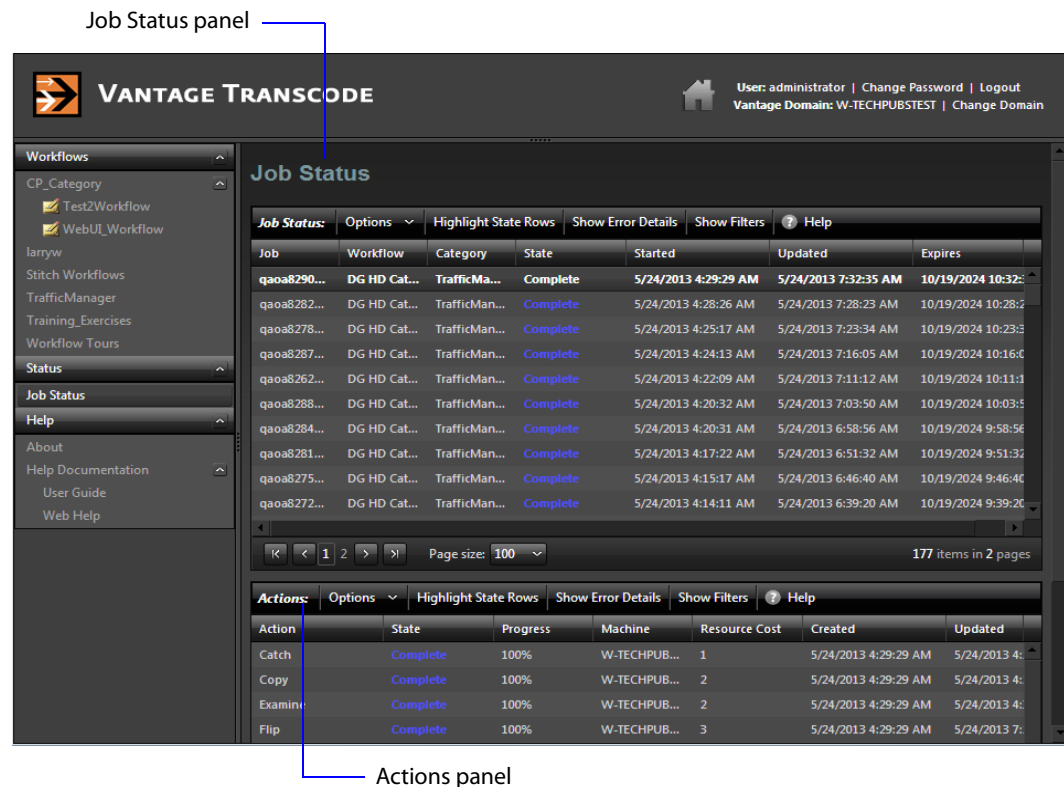 Job Status panel
VANTAGE TRANSCODE
User: administrator | Change Password | Logout
Vantage Domain: W-TECHPUBSTEST | Change Domain
Workflows
CP_Category
Test2Workflow
WebUI_Workflow
larryw
Stitch Workflows
TrafficManager
Training_Exercises
Workflow Tours
Status
Job Status
Help
About
Help Documentation
User Guide
Web Help
Job Status
Job Status: Options Highlight State Rows Show Error Details Show Filters ? Help
Job Workflow Category State Started Updated Expires
qaoa8290... DG HD Cat... TrafficMa... Complete 5/24/2013 4:29:29 AM 5/24/2013 7:32:35 AM 10/19/2024 10:32:
qaoa8282... DG HD Cat... TrafficMan... Complete 5/24/2013 4:28:26 AM 5/24/2013 7:28:23 AM 10/19/2024 10:28:2
qaoa8278... DG HD Cat... TrafficMan... Complete 5/24/2013 4:25:17 AM 5/24/2013 7:23:34 AM 10/19/2024 10:23:3
qaoa8287... DG HD Cat... TrafficMan... Complete 5/24/2013 4:24:13 AM 5/24/2013 7:16:05 AM 10/19/2024 10:16:0
qaoa8262... DG HD Cat... TrafficMan... Complete 5/24/2013 4:22:09 AM 5/24/2013 7:11:12 AM 10/19/2024 10:11:1
qaoa8288... DG HD Cat... TrafficMan... Complete 5/24/2013 4:20:32 AM 5/24/2013 7:03:50 AM 10/19/2024 10:03:5
qaoa8284... DG HD Cat... TrafficMan... Complete 5/24/2013 4:20:31 AM 5/24/2013 6:58:56 AM 10/19/2024 9:58:56
qaoa8281... DG HD Cat... TrafficMan... Complete 5/24/2013 4:17:22 AM 5/24/2013 6:51:32 AM 10/19/2024 9:51:32
qaoa8275... DG HD Cat... TrafficMan... Complete 5/24/2013 4:15:17 AM 5/24/2013 6:46:40 AM 10/19/2024 9:46:40
qaoa8272... DG HD Cat... TrafficMan... Complete 5/24/2013 4:14:11 AM 5/24/2013 6:39:20 AM 10/19/2024 9:39:20
1 2 Page size: 100 177 items in 2 pages
Actions: Options Highlight State Rows Show Error Details Show Filters ? Help
Action State Progress Machine Resource Cost Created Updated
Catch Complete 100% W-TECHPUB... 1 5/24/2013 4:29:29 AM 5/24/2013 4:
Copy Complete 100% W-TECHPUB... 2 5/24/2013 4:29:29 AM 5/24/2013 4:
Examine Complete 100% W-TECHPUB... 2 5/24/2013 4:29:29 AM 5/24/2013 4:
Flip Complete 100% W-TECHPUB... 3 5/24/2013 4:29:29 AM 5/24/2013 7:
Actions panel